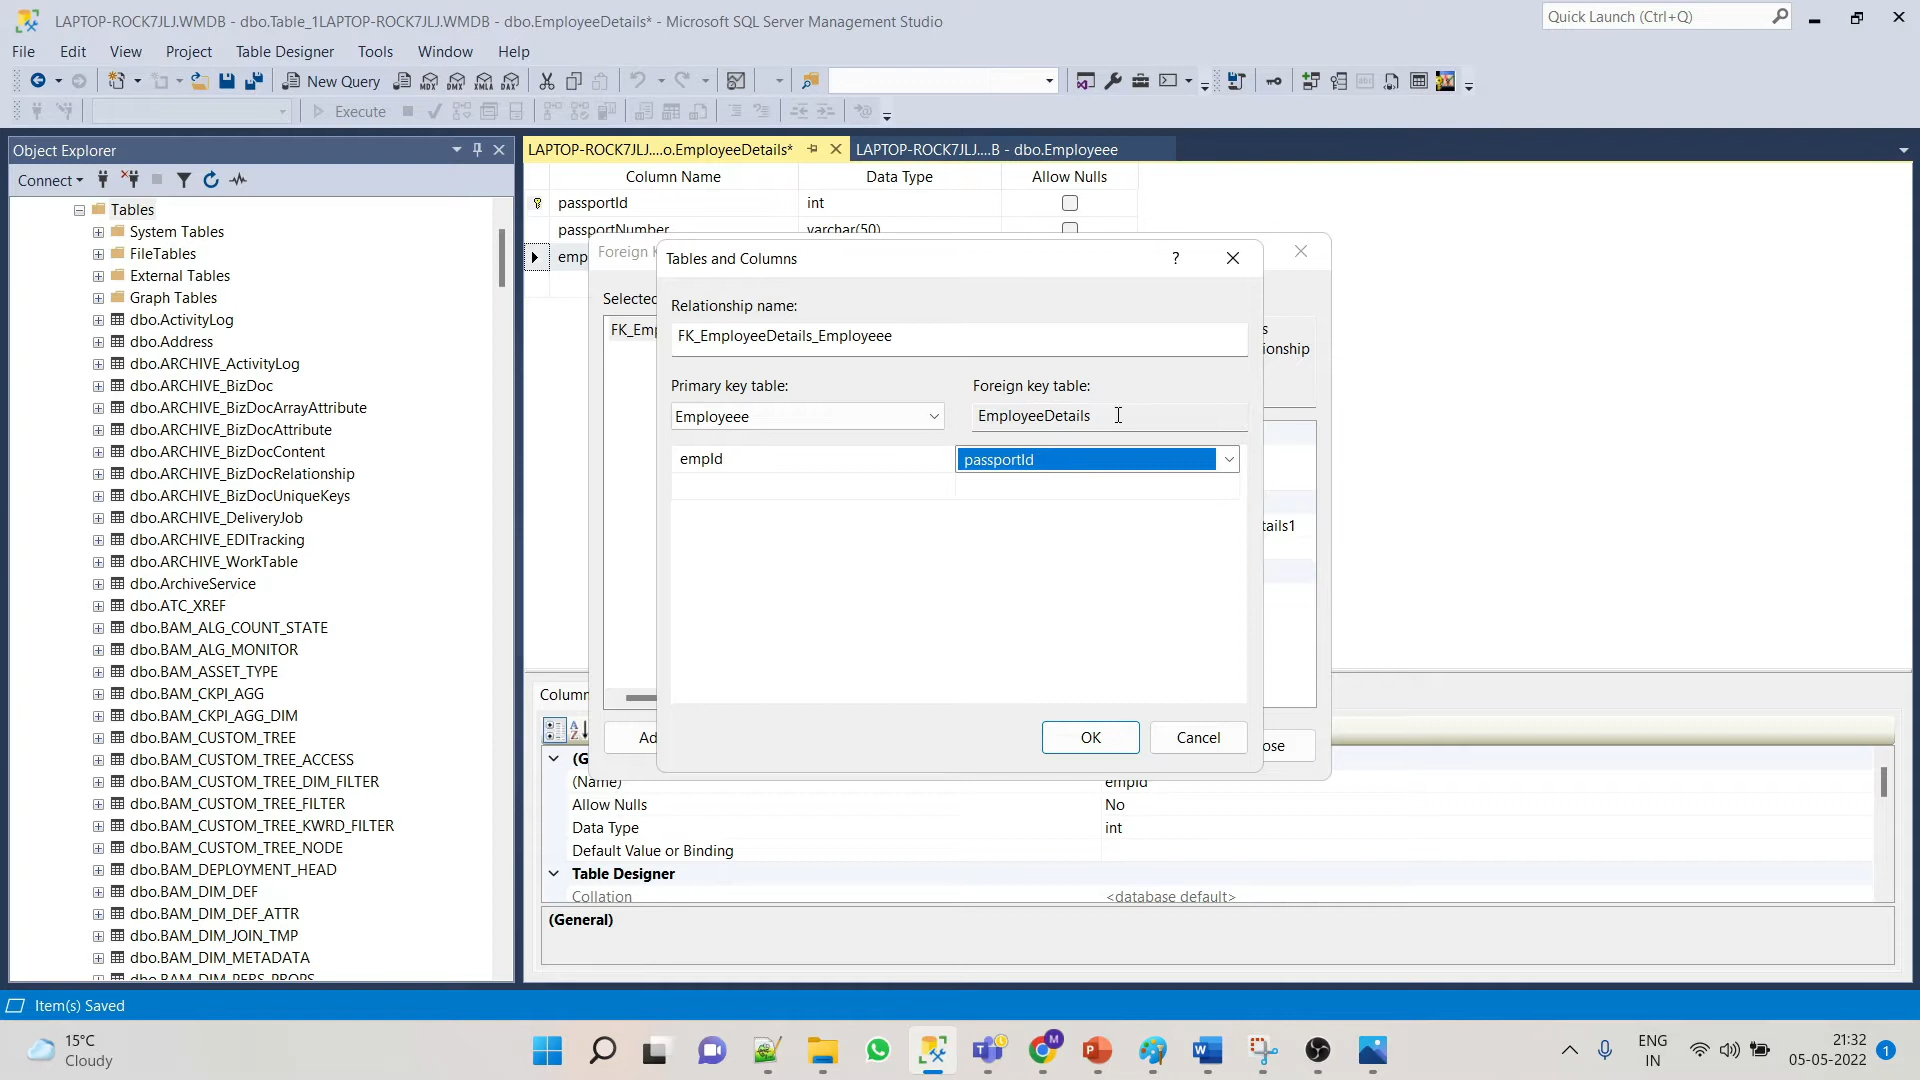 LAPTOP-ROCK7JLJ.WMDB - dbo.Table_1LAPTOP-ROCK7JLJ.WMDB - dbo.EmployeeDetails* - Microsoft SQL Server Management Studio
Quick Launch (Ctrl+Q)
File Edit View Project Table Designer Tools Window Help
New Query
MDX DMX XMLA DAX
Execute
Object Explorer
LAPTOP-ROCK7JLJ....o.EmployeeDetails*
LAPTOP-ROCK7JLJ....B - dbo.Employeee
Connect
Tables
System Tables
FileTables
External Tables
Graph Tables
dbo.ActivityLog
dbo.Address
dbo.ARCHIVE_ActivityLog
dbo.ARCHIVE_BizDoc
dbo.ARCHIVE_BizDocArrayAttribute
dbo.ARCHIVE_BizDocAttribute
dbo.ARCHIVE_BizDocContent
dbo.ARCHIVE_BizDocRelationship
dbo.ARCHIVE_BizDocUniqueKeys
dbo.ARCHIVE_DeliveryJob
dbo.ARCHIVE_EDITracking
dbo.ARCHIVE_WorkTable
dbo.ArchiveService
dbo.ATC_XREF
dbo.BAM_ALG_COUNT_STATE
dbo.BAM_ALG_MONITOR
dbo.BAM_ASSET_TYPE
dbo.BAM_CKPI_AGG
dbo.BAM_CKPI_AGG_DIM
dbo.BAM_CUSTOM_TREE
dbo.BAM_CUSTOM_TREE_ACCESS
dbo.BAM_CUSTOM_TREE_DIM_FILTER
dbo.BAM_CUSTOM_TREE_FILTER
dbo.BAM_CUSTOM_TREE_KWRD_FILTER
dbo.BAM_CUSTOM_TREE_NODE
dbo.BAM_DEPLOYMENT_HEAD
dbo.BAM_DIM_DEF
dbo.BAM_DIM_DEF_ATTR
dbo.BAM_DIM_JOIN_TMP
dbo.BAM_DIM_METADATA
dbo.BAM_DIM_PERS_PROPS
Column Name Data Type Allow Nulls
passportId int
passportNumber varchar(50)
emp
Foreign K
Selected
FK_Emp
ionship
tails1
Ad
ose
Tables and Columns
?
Relationship name:
FK_EmployeeDetails_Employeee
Primary key table: Foreign key table:
Employeee EmployeeDetails
empId passportId
OK Cancel
Column
(G
(Name) empId
Allow Nulls No
Data Type int
Default Value or Binding
Table Designer
Collation <database default>
(General)
Item(s) Saved
15°C
Cloudy
ENG
IN
21:32
05-05-2022
1